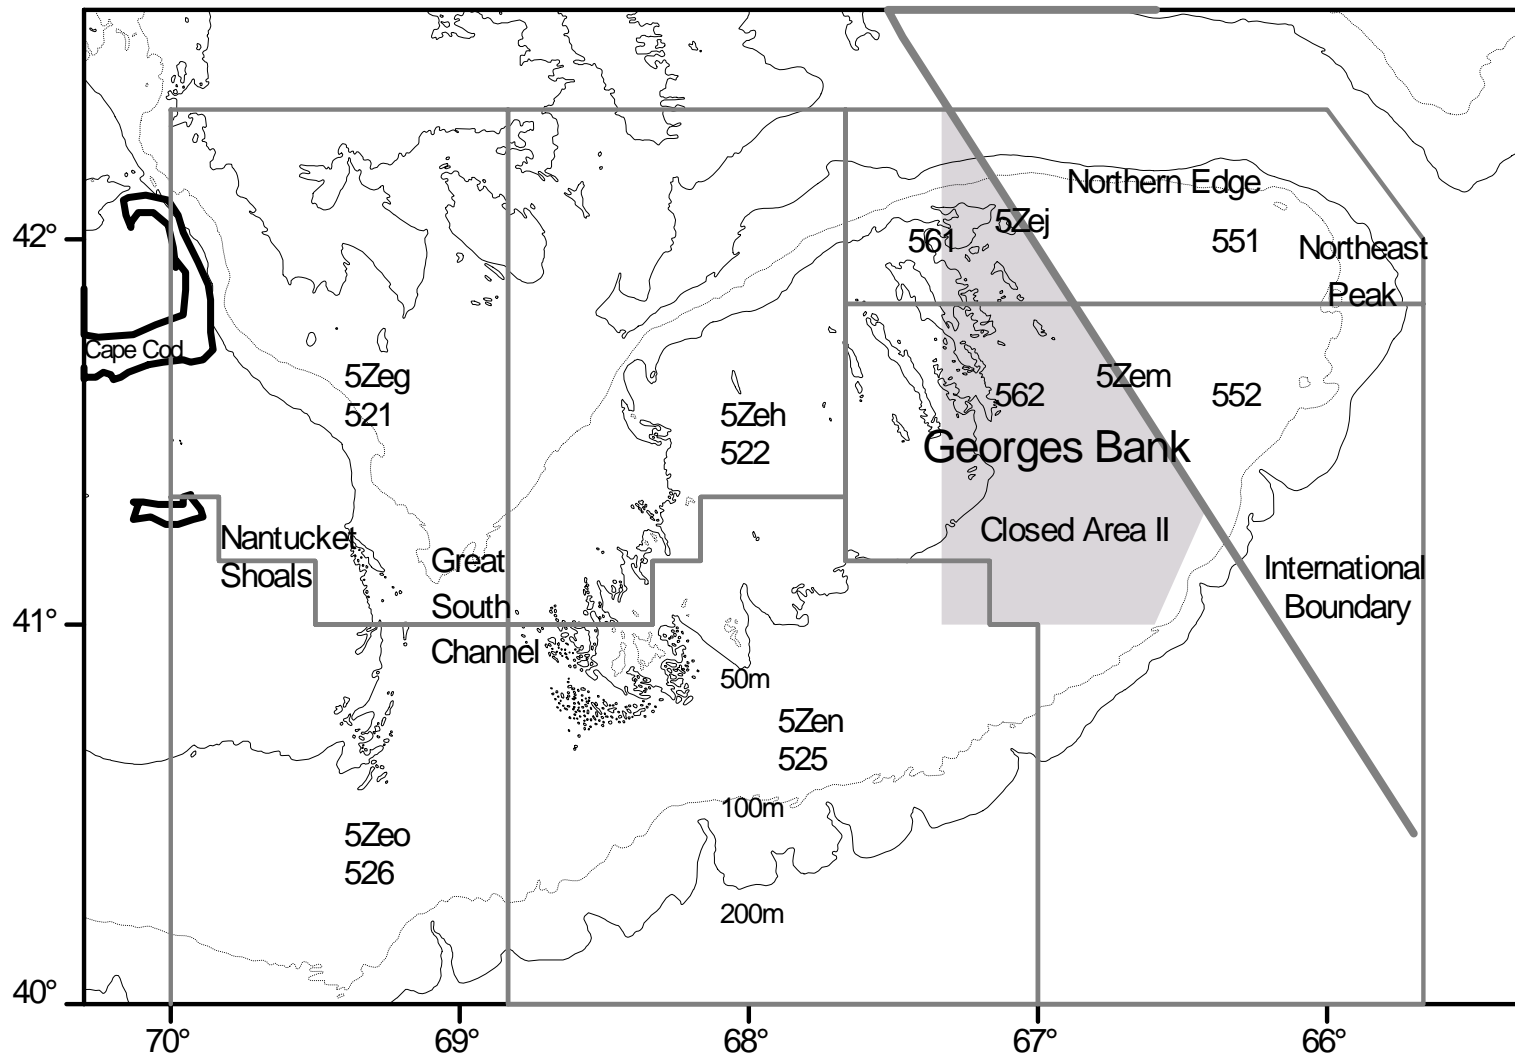 Northern Edge
5Zej
42°
561
551
Northeast
Peak
Cape Cod
5Zeg
521
5Zem
562
552
5Zeh
522
Georges Bank
Closed Area II
Nantucket
Shoals
Great
South
Channel
International
Boundary
41°
50m
5Zen
525
100m
5Zeo
526
200m
40°
70°
69°
68°
67°
66°